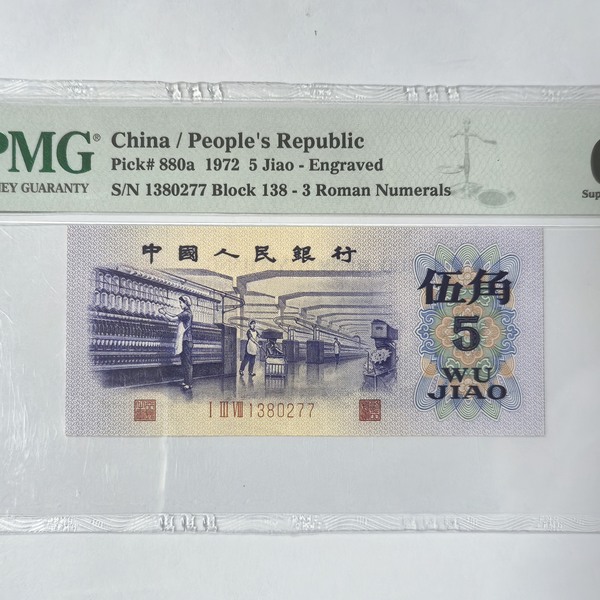 PMG®
NEY GUARANTY
China / People's Republic
Pick# 880a 1972 5 Jiao - Engraved
S/N 1380277 Block 138 - 3 Roman Numerals
Sup
中國人民銀行
伍角
5
WU
JIAO
I III VIII 1380277